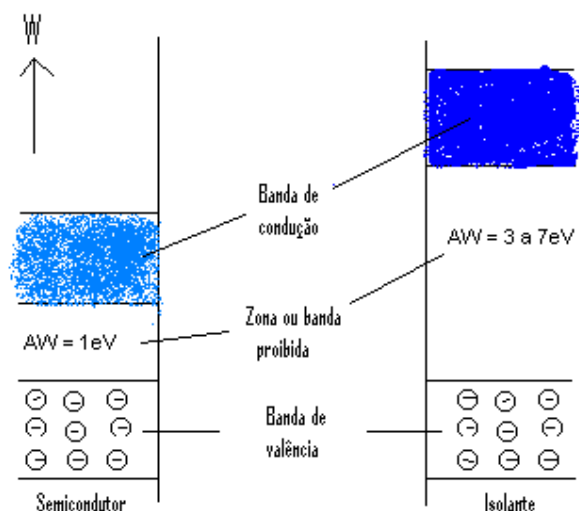 W
Banda de
condução
AW = 3 a 7eV
Zona ou banda
proibida
AW = 1eV
Banda de
valência
Semicondutor
Isolante